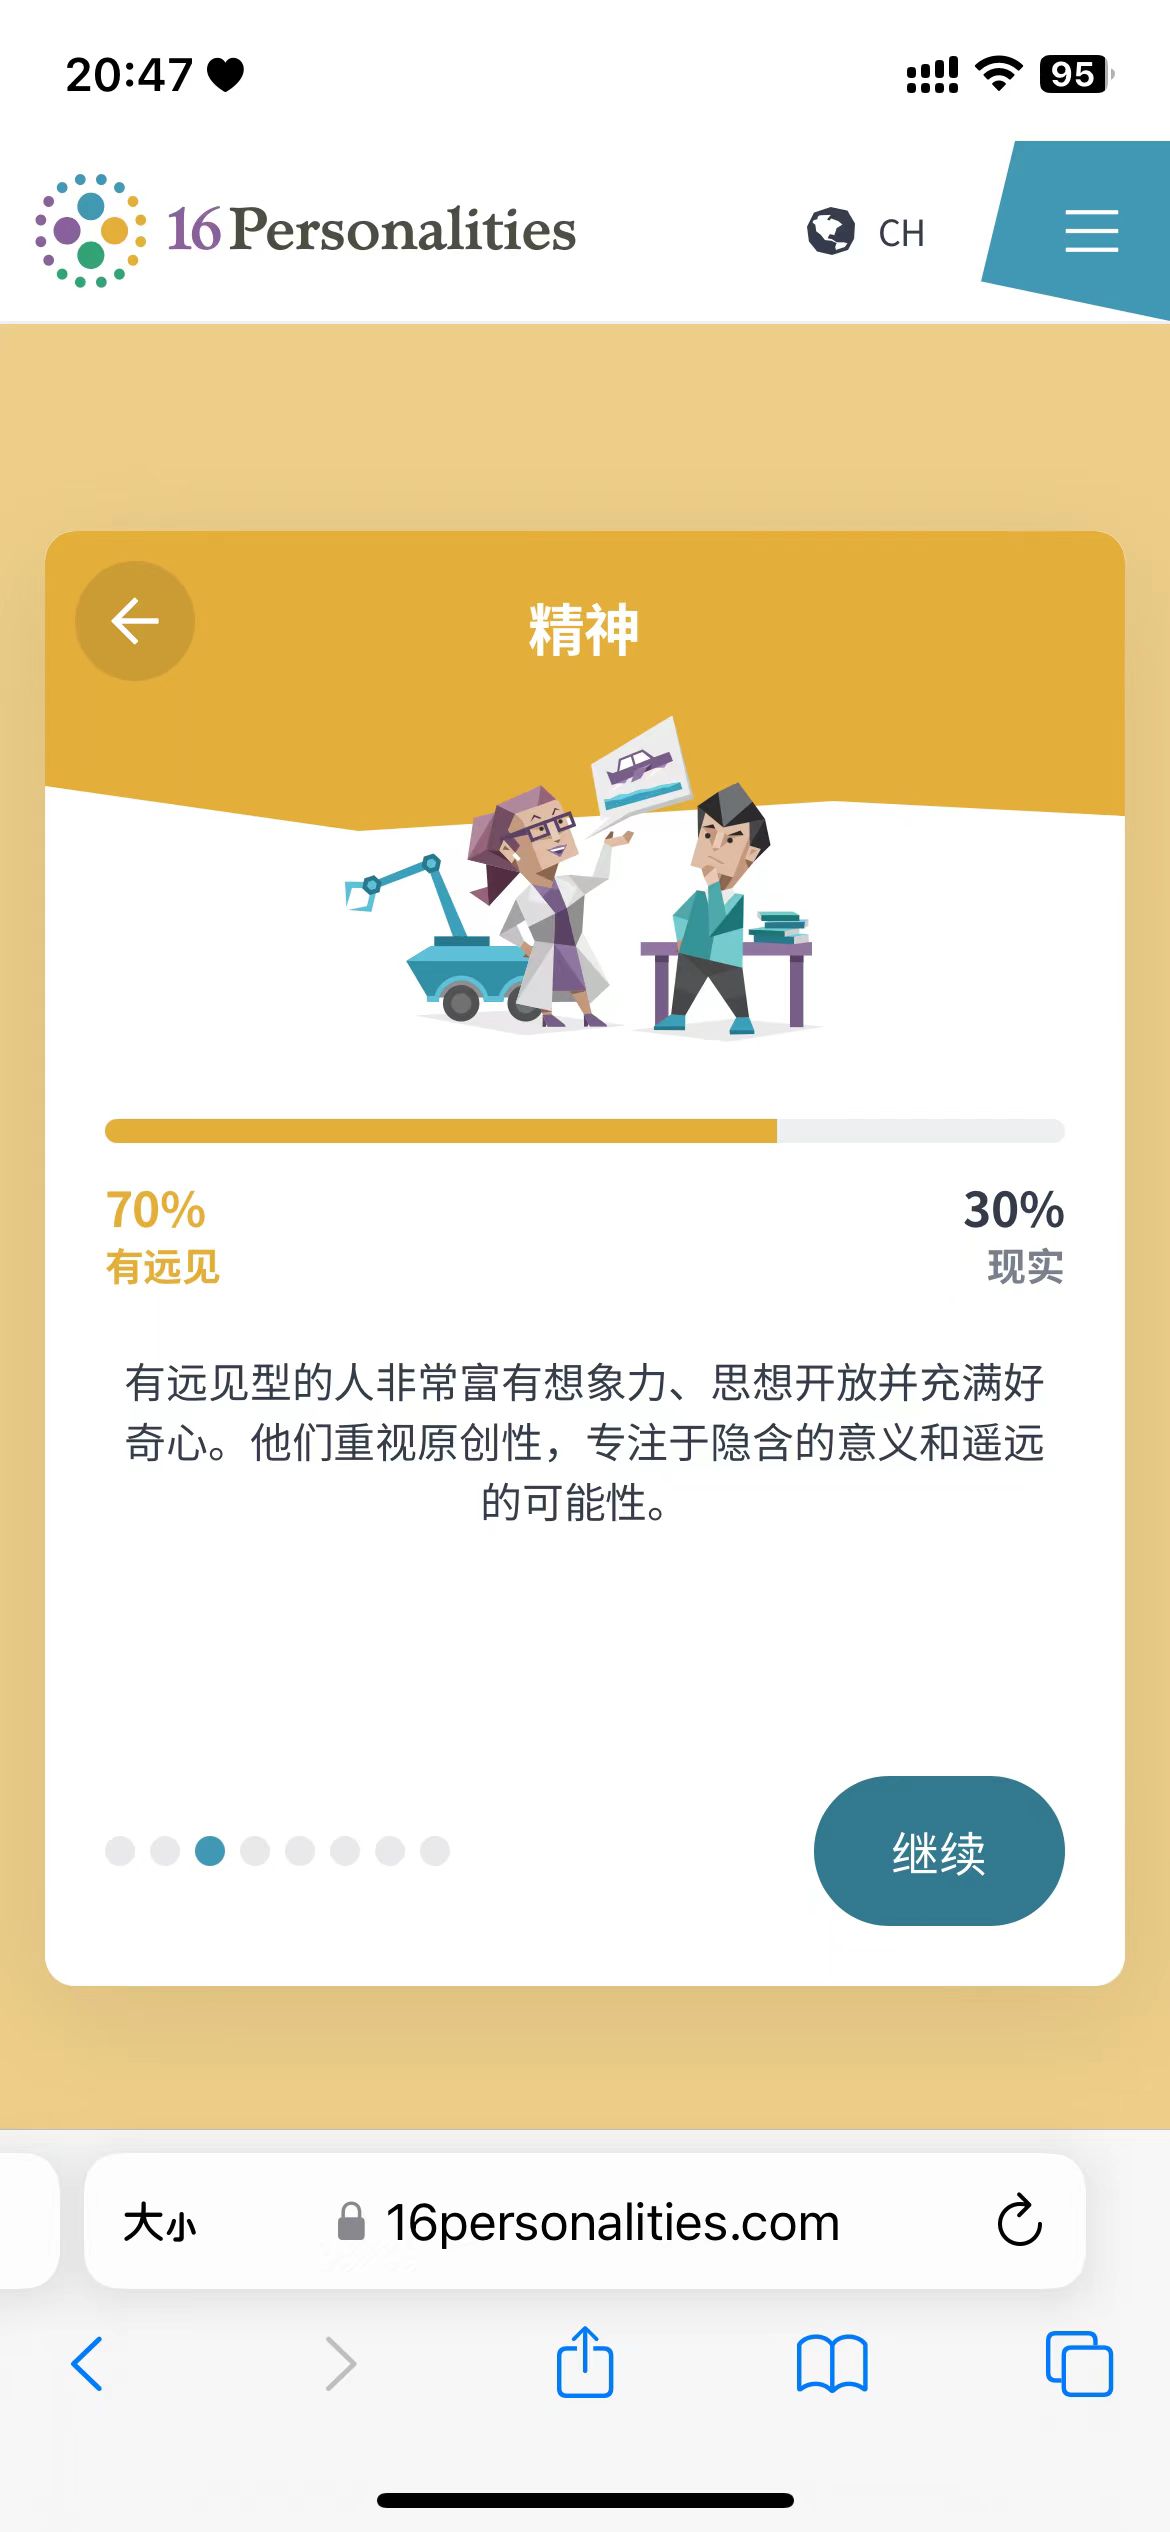 20:47
95
16Personalities
CH
精神
70%
30%
有远见
现实
有远见型的人非常富有想象力、思想开放并充满好
奇心。他们重视原创性，专注于隐含的意义和遥远
的可能性。
继续
大小
16personalities.com